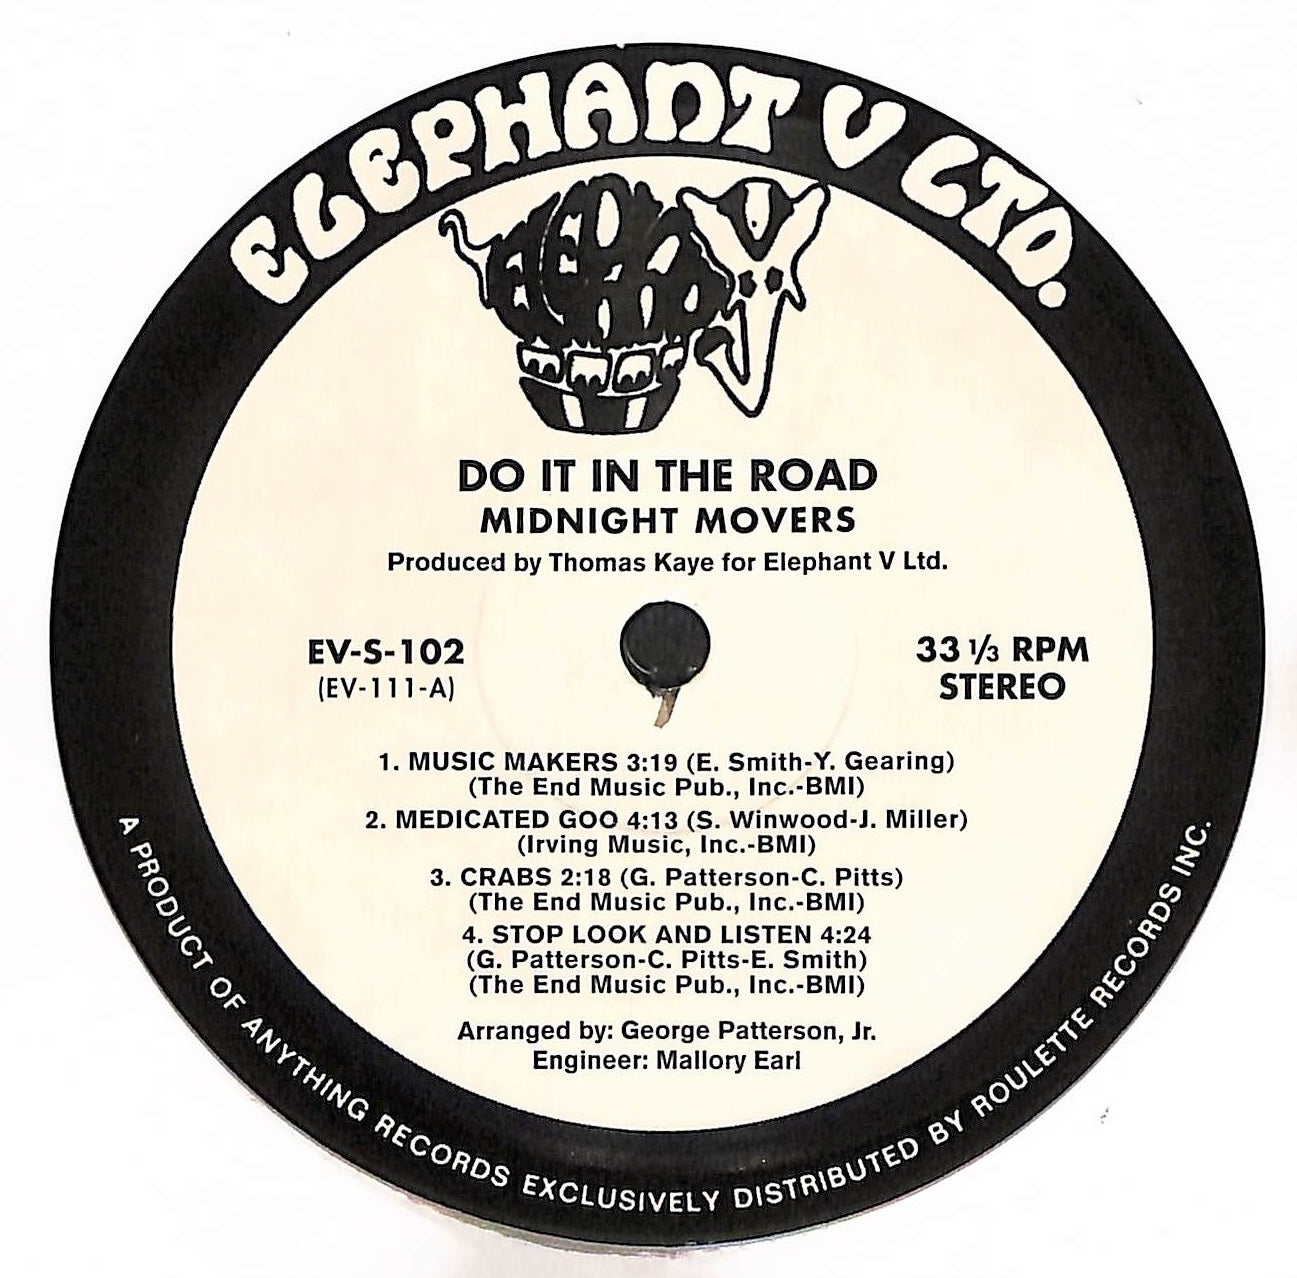 ELEPHANT V LTD.
DO IT IN THE ROAD
MIDNIGHT MOVERS
Produced by Thomas Kaye for Elephant V Ltd.
EV-S-102
(EV-111-A)
33 1/3 RPM
STEREO
1. MUSIC MAKERS 3:19 (E. Smith-Y. Gearing)
(The End Music Pub., Inc.-BMI)
2. MEDICATED GOO 4:13 (S. Winwood-J. Miller)
(Irving Music, Inc.-BMI)
3. CRABS 2:18 (G. Patterson-C. Pitts)
(The End Music Pub., Inc.-BMI)
4. STOP LOOK AND LISTEN 4:24
(G. Patterson-C. Pitts-E. Smith)
(The End Music Pub., Inc.-BMI)
Arranged by: George Patterson, Jr.
Engineer: Mallory Earl
A PRODUCT OF ANYTHING RECORDS EXCLUSIVELY DISTRIBUTED BY ROULETTE RECORDS INC.